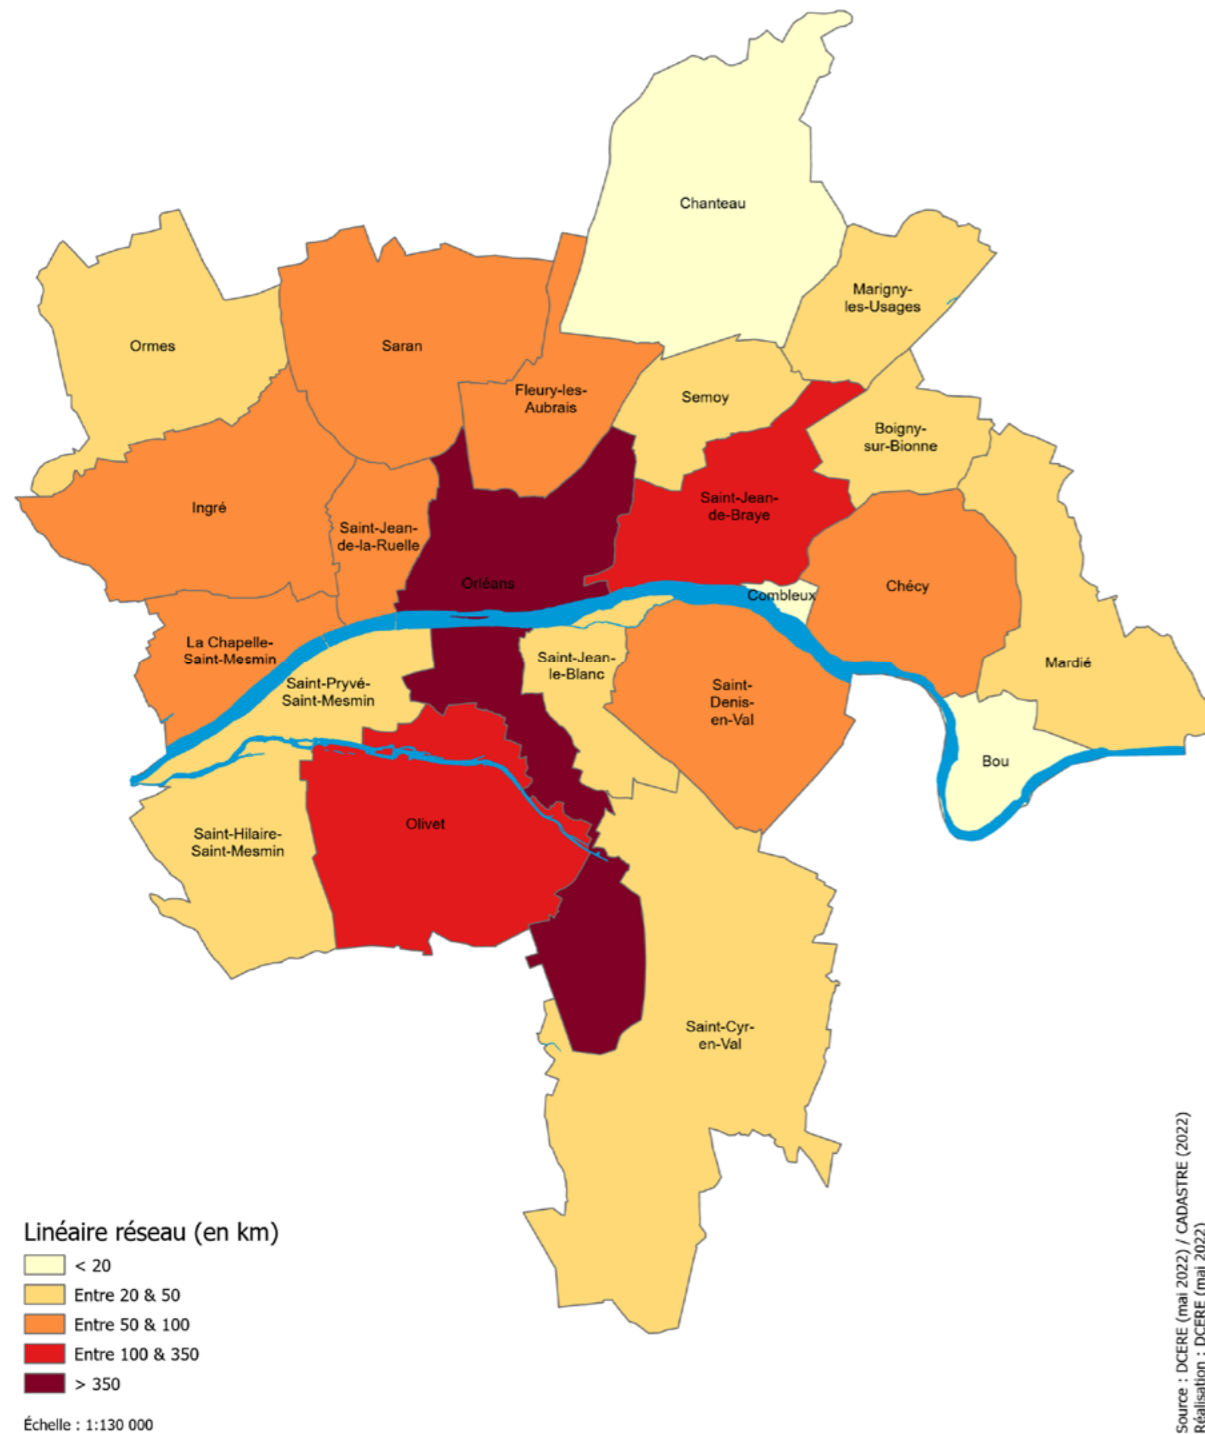 Chanteau
Marigny-
les-Usages
Ormes
Saran
Fleury-les-
Aubrais
Semoy
Boigny-
sur-Bionne
Ingré
Saint-Jean-
de-la-Ruelle
Saint-Jean-
de-Braye
Orléans
Combleux
Chécy
La Chapelle-
Saint-Mesmin
Saint-Pryvé-
Saint-Mesmin
Saint-Jean-
le-Blanc
Saint-
Denis-
en-Val
Mardié
Bou
Olivet
Saint-Hilaire-
Saint-Mesmin
Saint-Cyr-
en-Val
Linéaire réseau (en km)
< 20
Entre 20 & 50
Entre 50 & 100
Entre 100 & 350
> 350
Échelle : 1:130 000
Source : DCERE (mai 2022) / CADASTRE (2022)
Réalisation : DCERE (mai 2022)